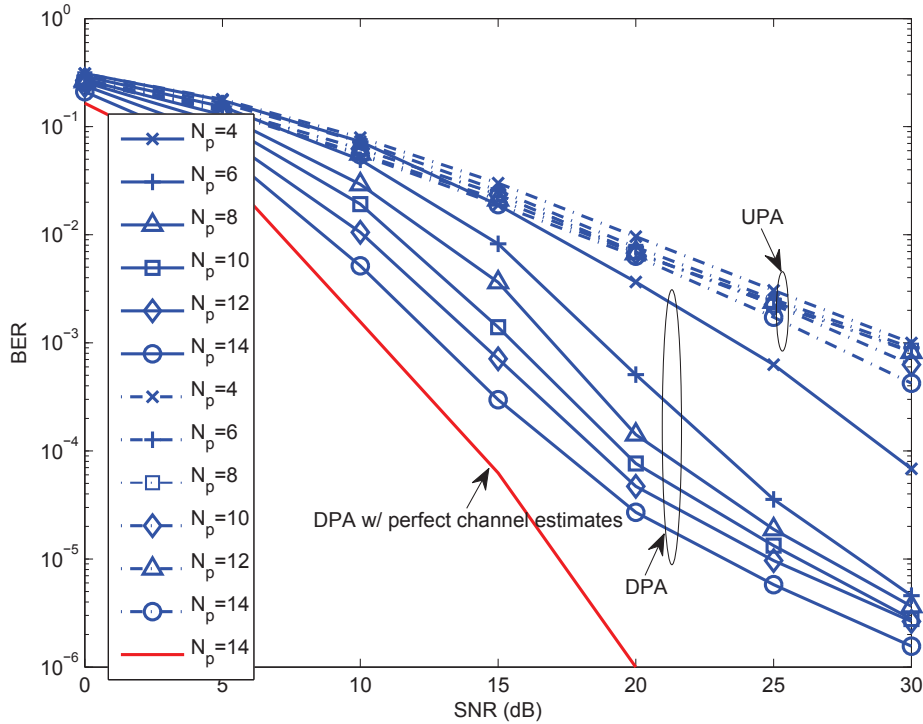 10^0
10^-1
10^-2
10^-3
10^-4
10^-5
10^-6
BER
N_p=4
N_p=6
N_p=8
N_p=10
N_p=12
N_p=14
N_p=4
N_p=6
N_p=8
N_p=10
N_p=12
N_p=14
N_p=14
UPA
DPA w/ perfect channel estimates
DPA
0 5 10 15 20 25 30
SNR (dB)